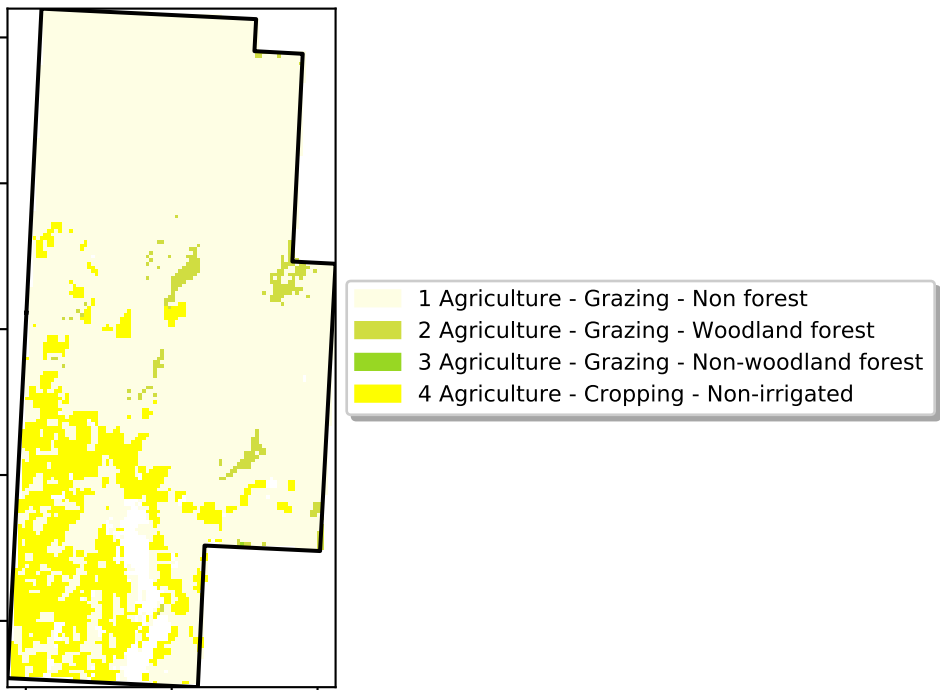 1 Agriculture - Grazing - Non forest
2 Agriculture - Grazing - Woodland forest
3 Agriculture - Grazing - Non-woodland forest
4 Agriculture - Cropping - Non-irrigated